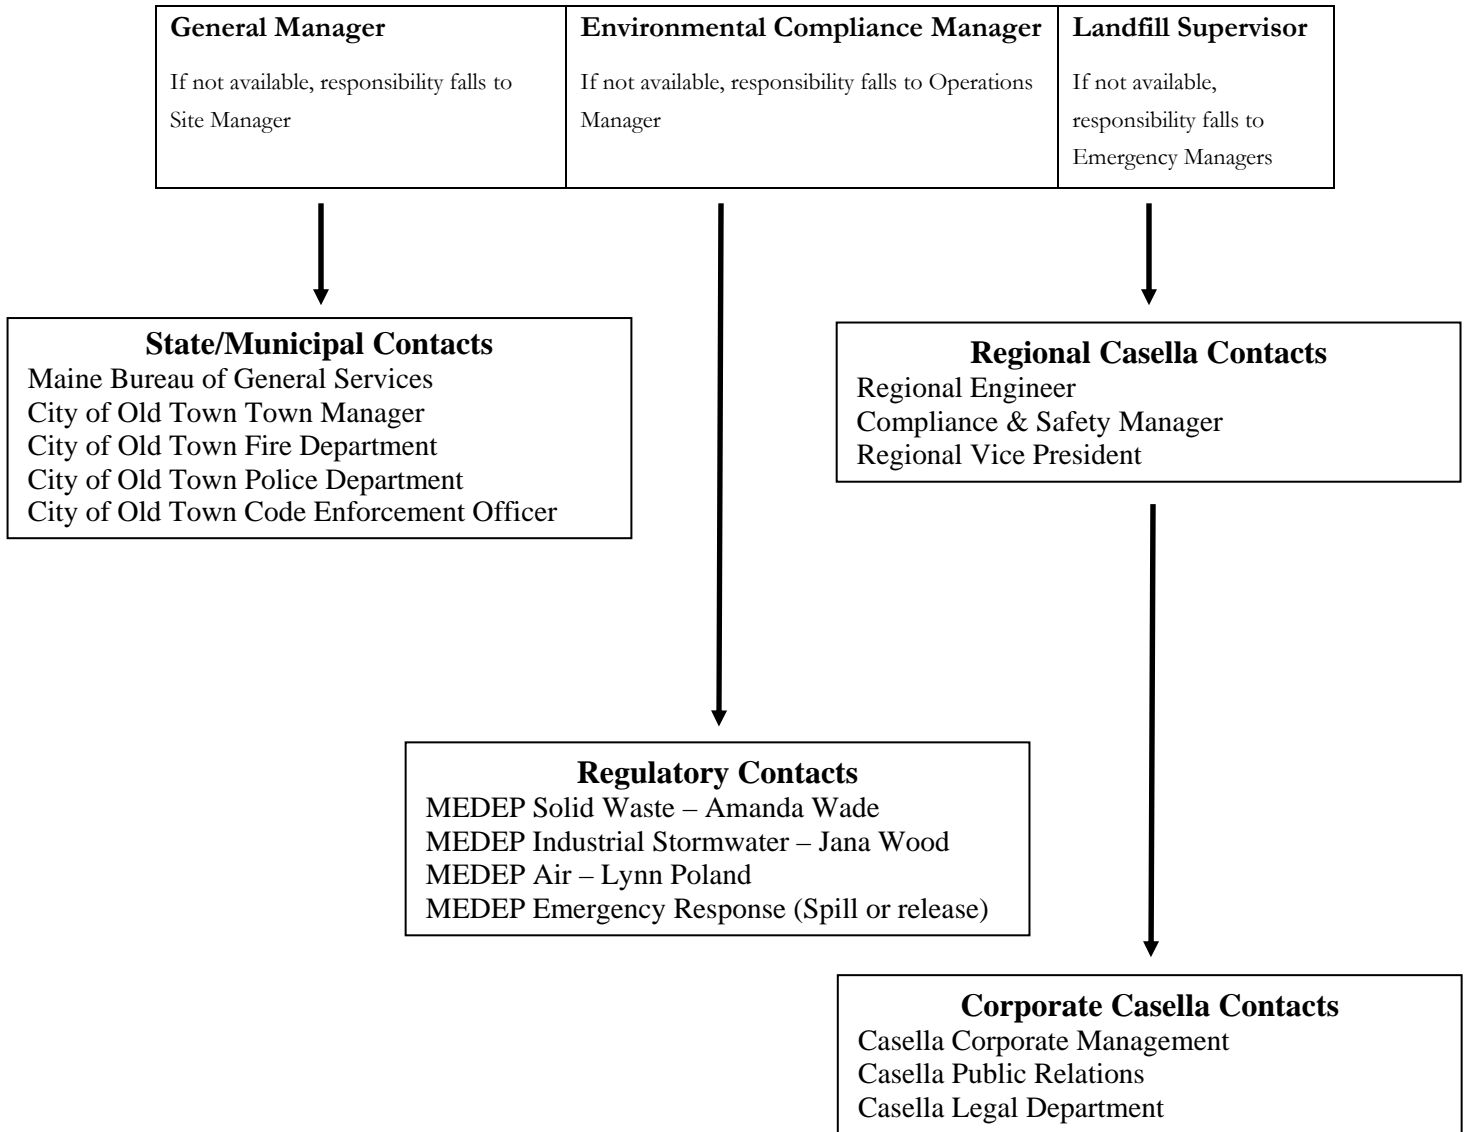 General Manager
If not available, responsibility falls to
Site Manager
Environmental Compliance Manager
If not available, responsibility falls to Operations
Manager
Landfill Supervisor
If not available,
responsibility falls to
Emergency Managers
State/Municipal Contacts
Maine Bureau of General Services
City of Old Town Town Manager
City of Old Town Fire Department
City of Old Town Police Department
City of Old Town Code Enforcement Officer
Regional Casella Contacts
Regional Engineer
Compliance & Safety Manager
Regional Vice President
Regulatory Contacts
MEDEP Solid Waste – Amanda Wade
MEDEP Industrial Stormwater – Jana Wood
MEDEP Air – Lynn Poland
MEDEP Emergency Response (Spill or release)
Corporate Casella Contacts
Casella Corporate Management
Casella Public Relations
Casella Legal Department